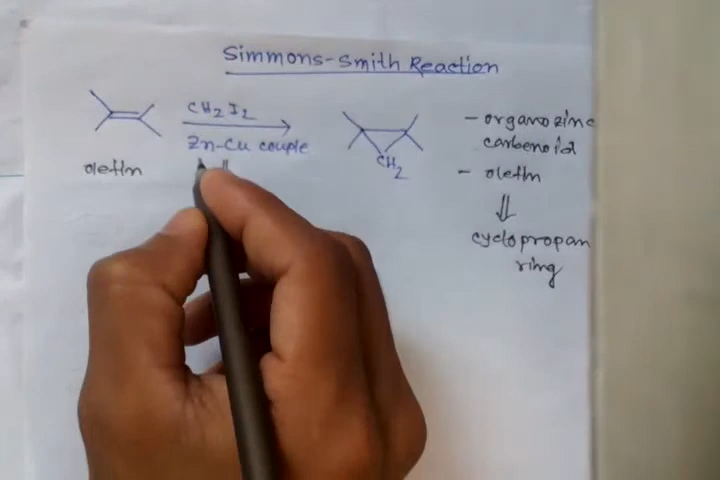 Simmons-Smith Reaction
CH2I2
Zn-Cu couple
olefin
CH2
- organozinc
carbenoid
- olefin
cyclopropan
ring